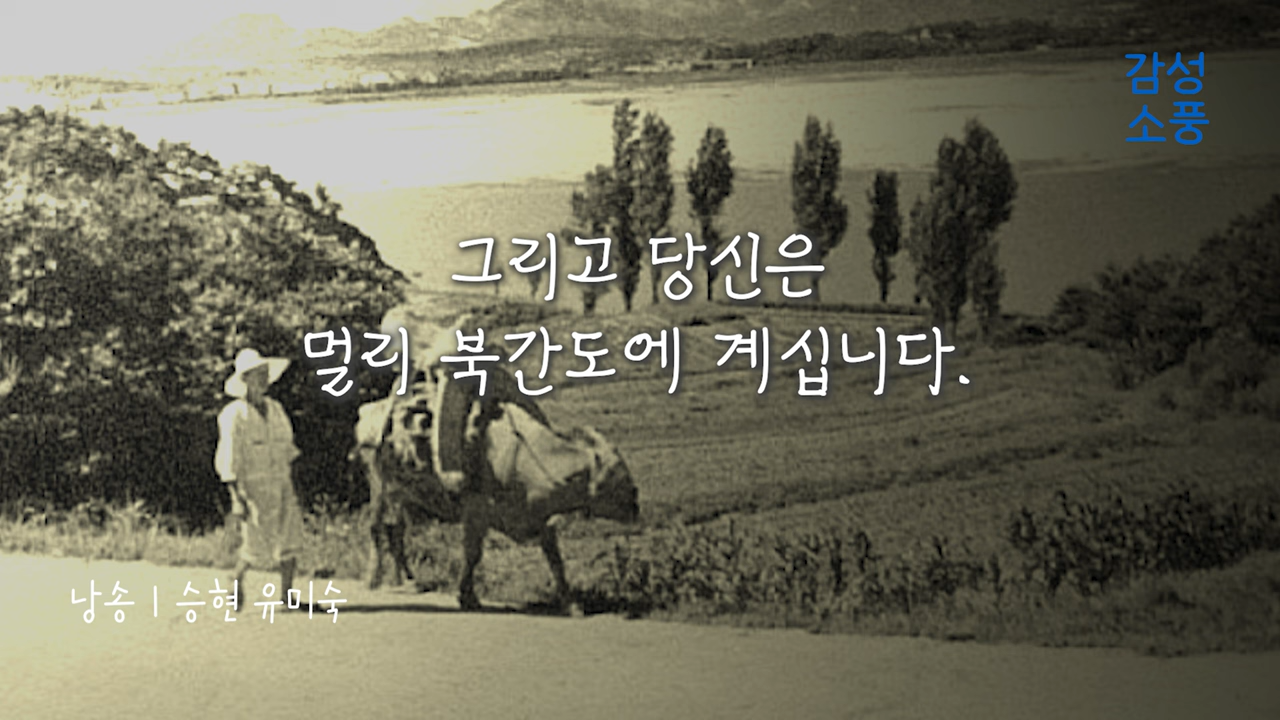 감성
소풍
그리고 당신은
멀리 북간도에 계십니다.
낭송 | 승현 유미숙